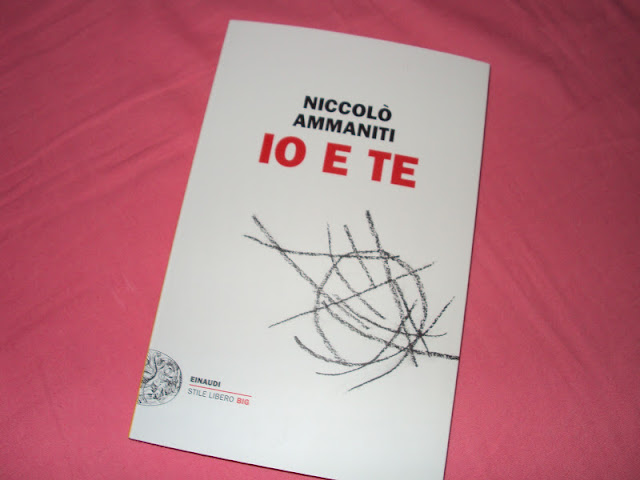 NICCOLÒ
AMMANITI
IO E TE
EINAUDI
STILE LIBERO BIG